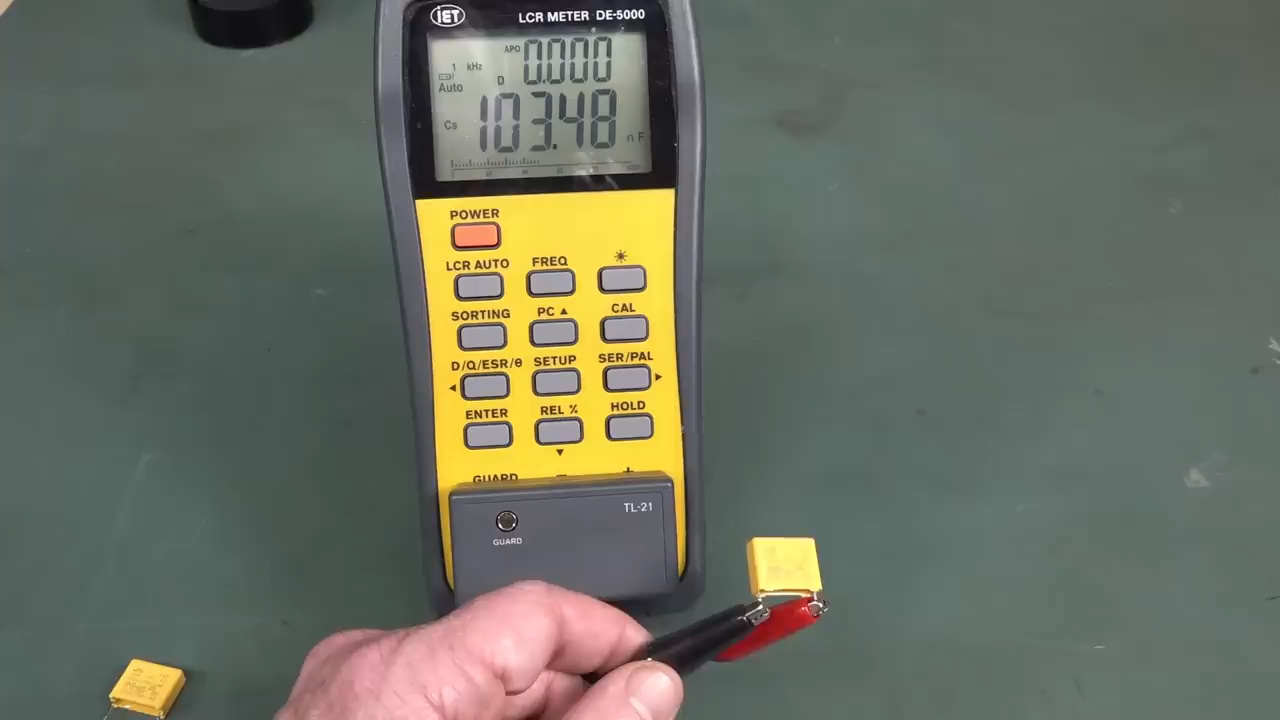 IET
LCR METER DE-5000
APO 0.000
1 kHz
D
Auto
Cs 103.48 nF
POWER
LCR AUTO FREQ
SORTING PC ▲ CAL
D/Q/ESR/θ SETUP SER/PAL
ENTER REL % HOLD
GUARD − +
TL-21
GUARD